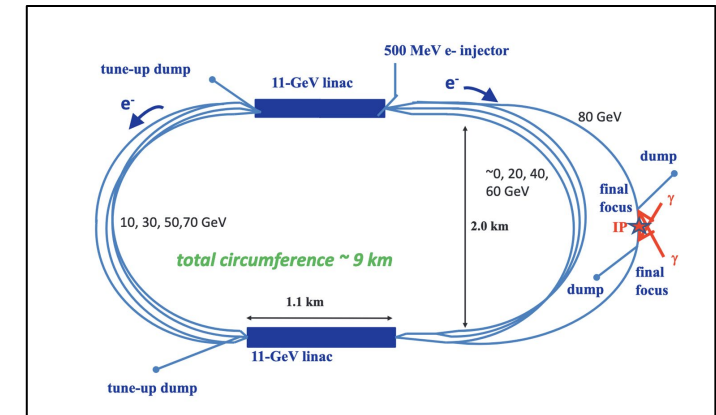 500 MeV e- injector
tune-up dump
11-GeV linac
e-
e-
80 GeV
dump
~0, 20, 40,
60 GeV
final
focus
γ
10, 30, 50,70 GeV
2.0 km
IP
total circumference ~ 9 km
γ
final
focus
dump
1.1 km
11-GeV linac
tune-up dump